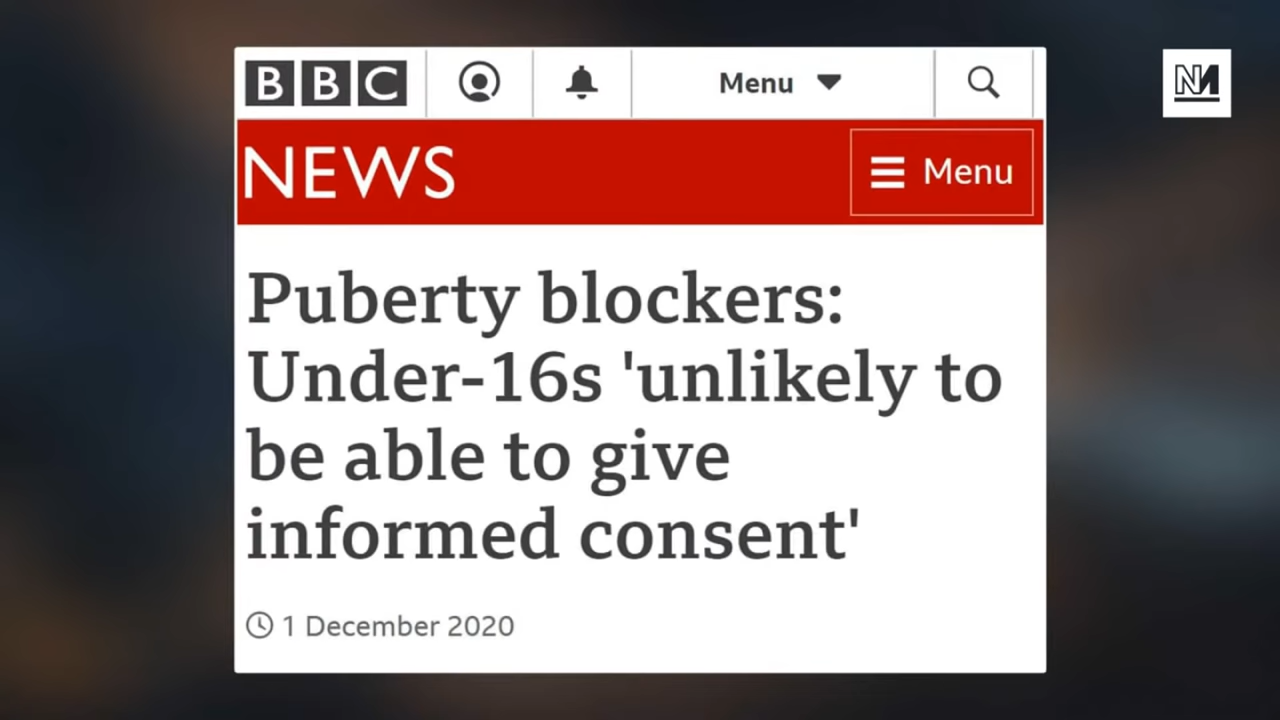 BBC
Menu
NEWS
Menu
Puberty blockers:
Under-16s 'unlikely to
be able to give
informed consent'
1 December 2020
NM